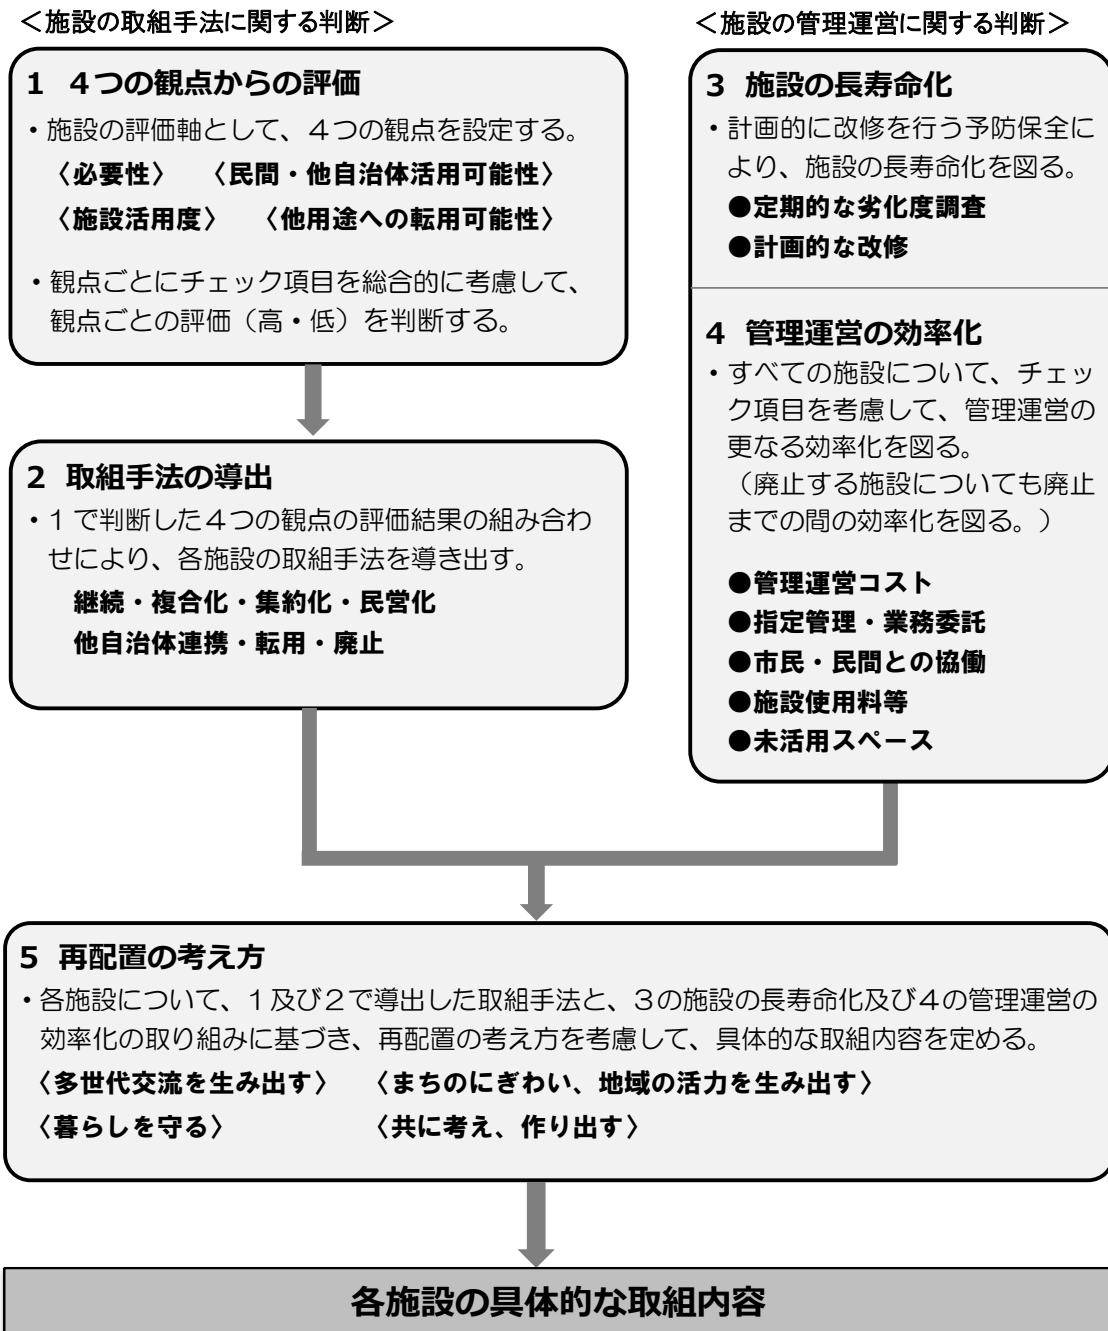 ＜施設の取組手法に関する判断＞
1 ４つの観点からの評価
・施設の評価軸として、４つの観点を設定する。
〈必要性〉 〈民間・他自治体活用可能性〉
〈施設活用度〉 〈他用途への転用可能性〉
・観点ごとにチェック項目を総合的に考慮して、
観点ごとの評価（高・低）を判断する。
2 取組手法の導出
・1で判断した４つの観点の評価結果の組み合わ
せにより、各施設の取組手法を導き出す。
継続・複合化・集約化・民営化
他自治体連携・転用・廃止
＜施設の管理運営に関する判断＞
3 施設の長寿命化
・計画的に改修を行う予防保全に
より、施設の長寿命化を図る。
●定期的な劣化度調査
●計画的な改修
4 管理運営の効率化
・すべての施設について、チェッ
ク項目を考慮して、管理運営の
更なる効率化を図る。
（廃止する施設についても廃止
までの間の効率化を図る。）
●管理運営コスト
●指定管理・業務委託
●市民・民間との協働
●施設使用料等
●未活用スペース
5 再配置の考え方
・各施設について、１及び２で導出した取組手法と、３の施設の長寿命化及び４の管理運営の
効率化の取り組みに基づき、再配置の考え方を考慮して、具体的な取組内容を定める。
〈多世代交流を生み出す〉 〈まちのにぎわい、地域の活力を生み出す〉
〈暮らしを守る〉 〈共に考え、作り出す〉
各施設の具体的な取組内容